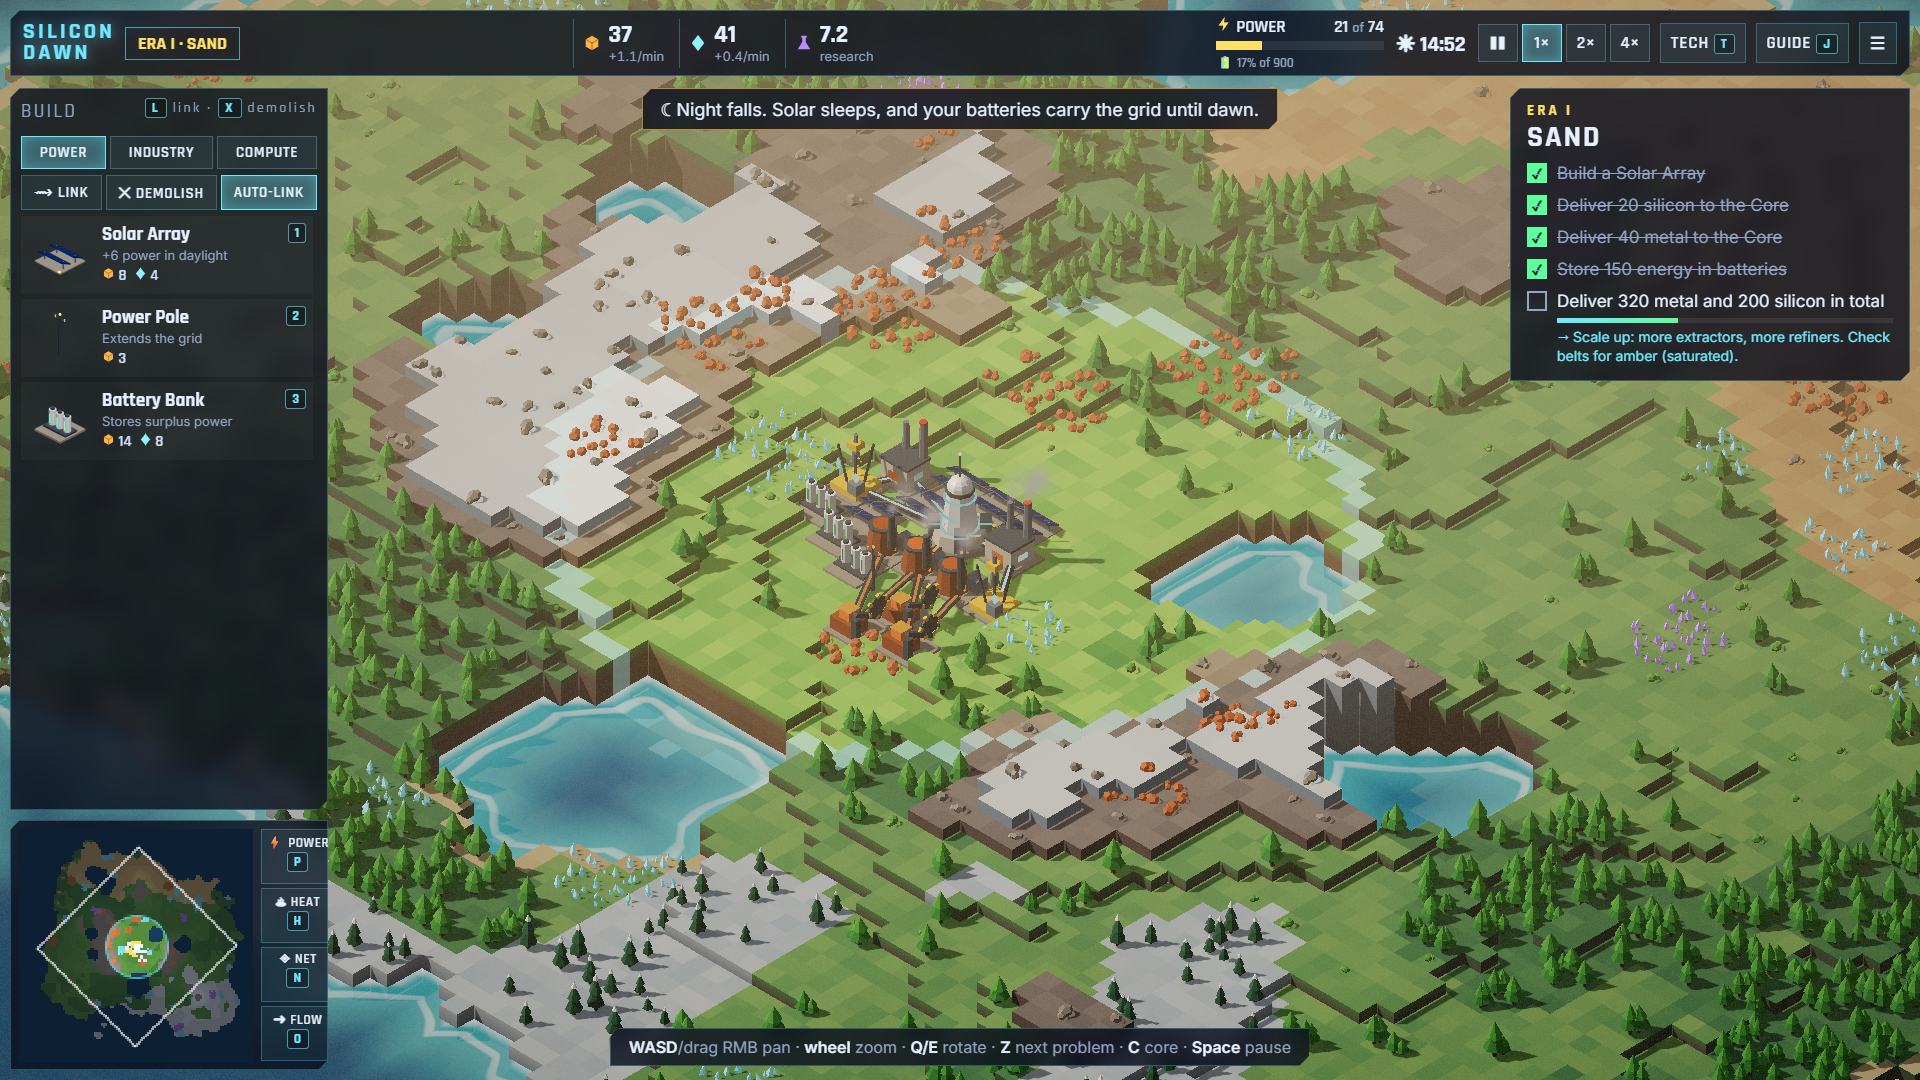 SILICON
DAWN
ERA I · SAND
37
+1.1/min
41
+0.4/min
7.2
research
POWER
21 of 74
17% of 900
14:52
1×
2×
4×
TECH T
GUIDE J
BUILD
L link · X demolish
POWER
INDUSTRY
COMPUTE
LINK
DEMOLISH
AUTO-LINK
Solar Array
1
+6 power in daylight
8 4
Power Pole
2
Extends the grid
3
Battery Bank
3
Stores surplus power
14 8
Night falls. Solar sleeps, and your batteries carry the grid until dawn.
ERA I
SAND
Build a Solar Array
Deliver 20 silicon to the Core
Deliver 40 metal to the Core
Store 150 energy in batteries
Deliver 320 metal and 200 silicon in total
→ Scale up: more extractors, more refiners. Check
belts for amber (saturated).
POWER
P
HEAT
H
NET
N
FLOW
O
WASD/drag RMB pan · wheel zoom · Q/E rotate · Z next problem · C core · Space pause